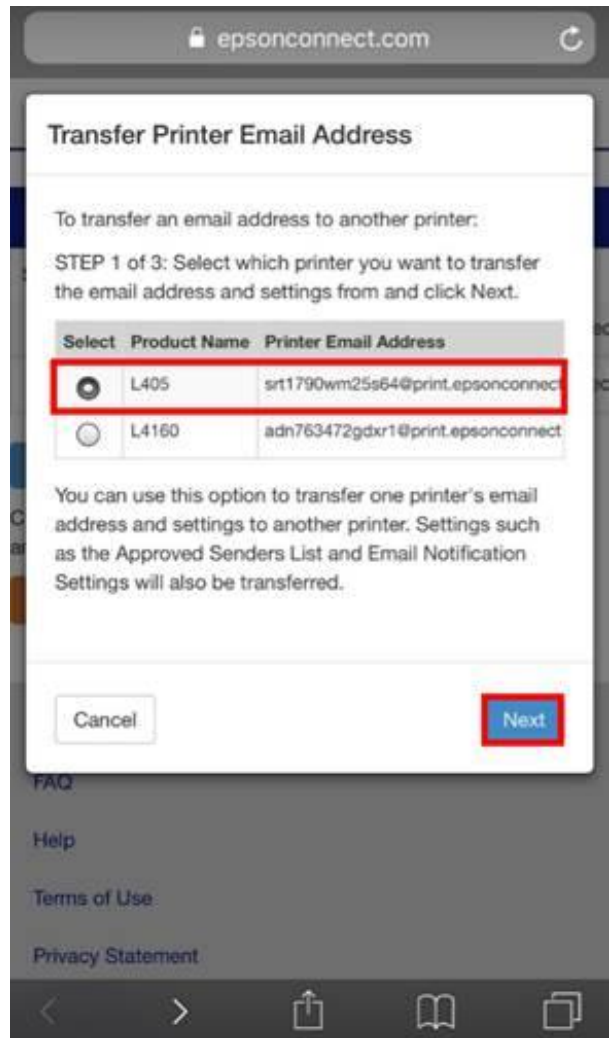 epsonconnect.com
Transfer Printer Email Address
To transfer an email address to another printer:
STEP 1 of 3: Select which printer you want to transfer
the email address and settings from and click Next.
Select Product Name Printer Email Address
L405 srt1790wm25s64@print.epsonconnect
L4160 adn763472gdxr1@print.epsonconnect
You can use this option to transfer one printer's email
address and settings to another printer. Settings such
as the Approved Senders List and Email Notification
Settings will also be transferred.
Cancel Next
FAQ
Help
Terms of Use
Privacy Statement